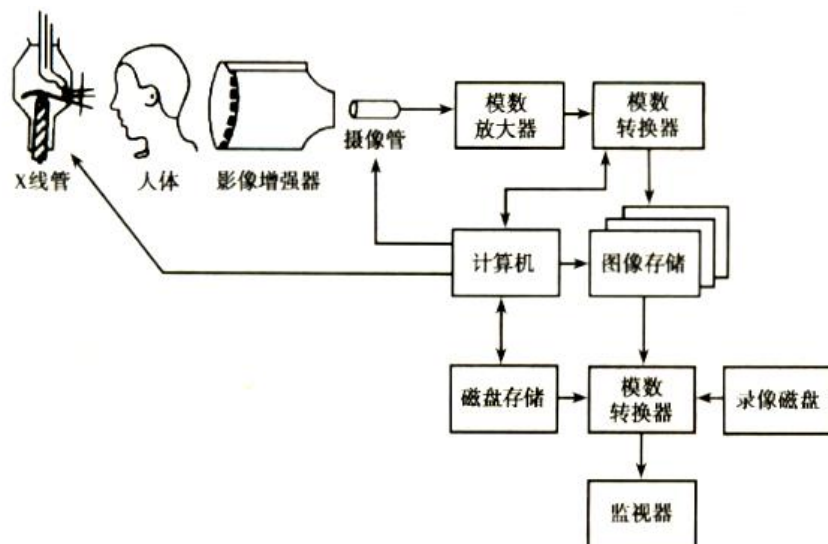 模数
放大器
模数
转换器
摄像管
X线管
人体
影像增强器
计算机
图像存储
磁盘存储
模数
转换器
录像磁盘
监视器